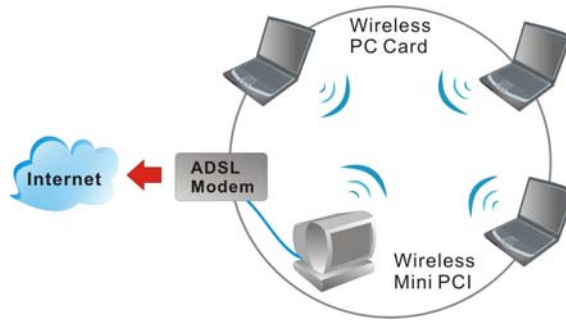 Wireless
PC Card
ADSL
Modem
Internet
Wireless
Mini PCI